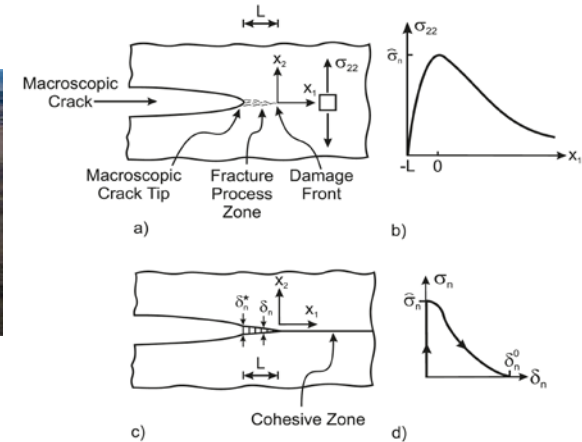 L
σ22
x2
x1
Macroscopic
Crack
Macroscopic
Crack Tip
Fracture
Process
Zone
Damage
Front
a)
σ22
σ̂n
-L
0
x1
b)
x2
x1
δn*
δn
L
Cohesive Zone
c)
σn
σ̂n
δn0
δn
d)